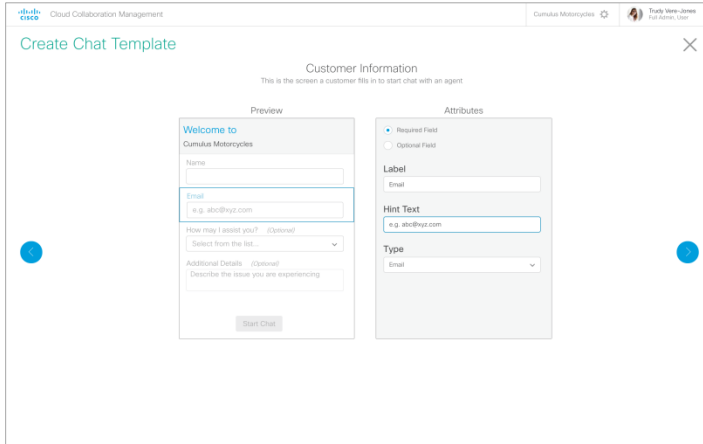 CISCO
Cloud Collaboration Management
Cumulus Motorcycles
Trudy Vere-Jones
Full Admin, User
Create Chat Template
Customer Information
This is the screen a customer fills in to start chat with an agent
Preview
Welcome to
Cumulus Motorcycles
Name
Email
e.g. abc@xyz.com
How may I assist you? (Optional)
Select from the list...
Additional Details (Optional)
Describe the issue you are experiencing
Start Chat
Attributes
Required Field
Optional Field
Label
Email
Hint Text
e.g. abc@xyz.com
Type
Email